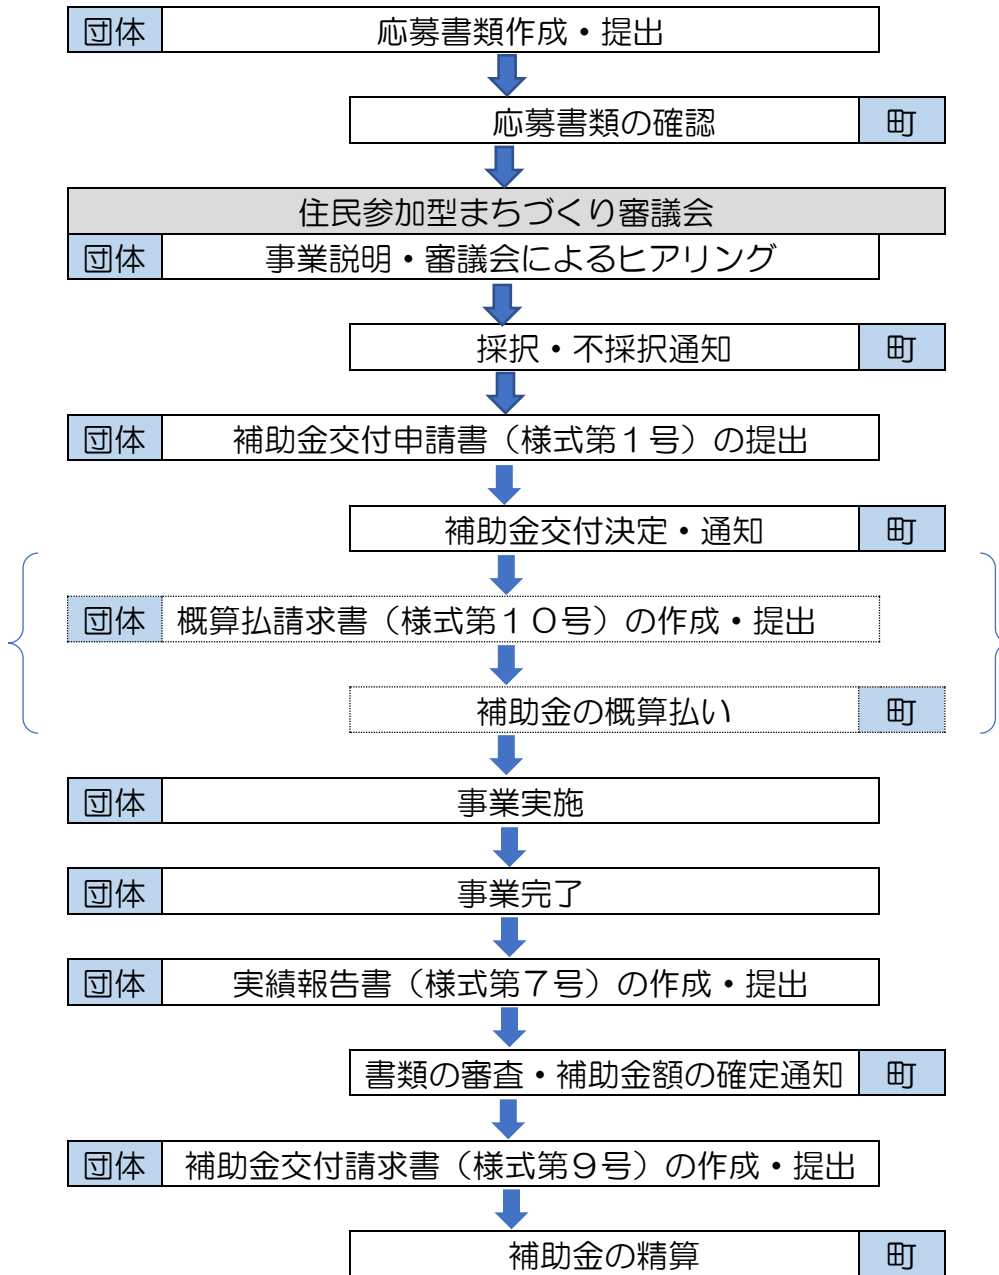 団体 応募書類作成・提出
応募書類の確認 町
住民参加型まちづくり審議会
団体 事業説明・審議会によるヒアリング
採択・不採択通知 町
団体 補助金交付申請書（様式第１号）の提出
補助金交付決定・通知 町
団体 概算払請求書（様式第１０号）の作成・提出
補助金の概算払い 町
団体 事業実施
団体 事業完了
団体 実績報告書（様式第７号）の作成・提出
書類の審査・補助金額の確定通知 町
団体 補助金交付請求書（様式第９号）の作成・提出
補助金の精算 町